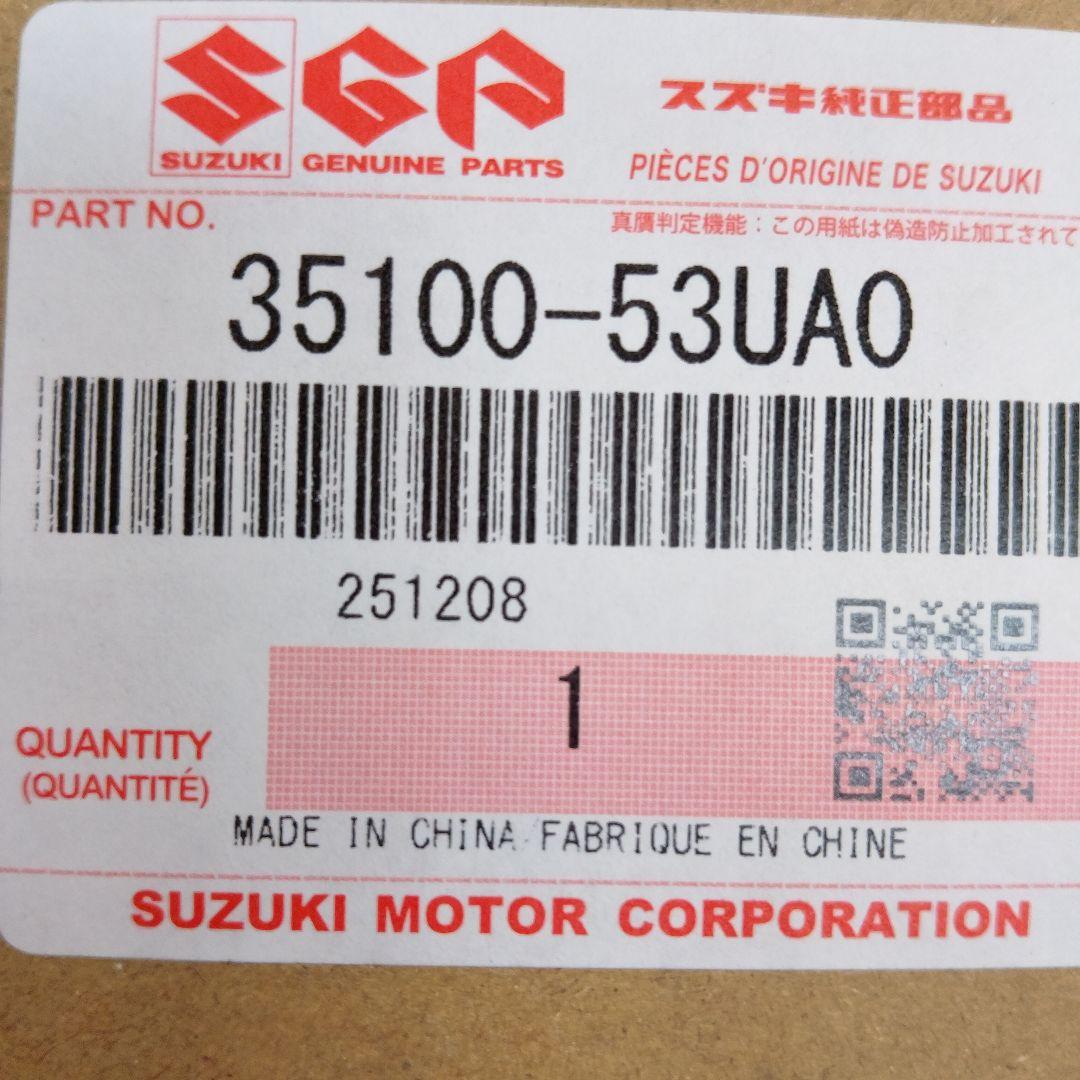 SGP
スズキ純正部品
SUZUKI GENUINE PARTS
PIÈCES D'ORIGINE DE SUZUKI
PART NO.
真贋判定機能：この用紙は偽造防止加工されて
35100-53UA0
251208
1
QUANTITY
(QUANTITÉ)
MADE IN CHiNA FABRIQUE EN CHINE
SUZUKI MOTOR CORPORATION